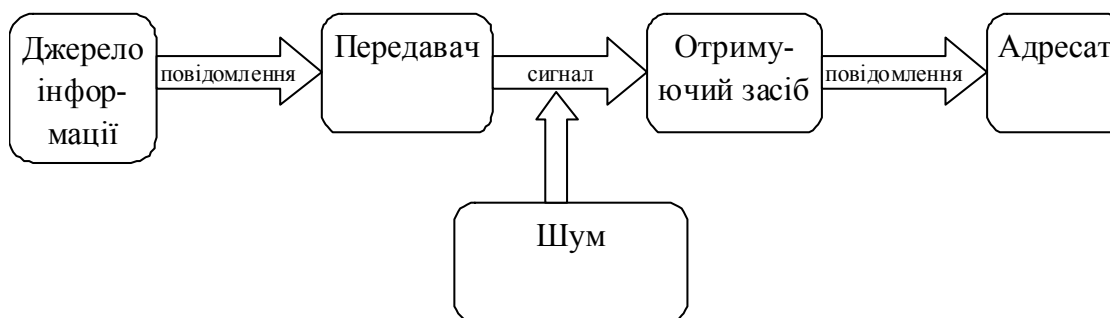 Джерело
інфор-
мації
повідомлення
Передавач
сигнал
Отриму-
ючий засіб
повідомлення
Адресат
Шум